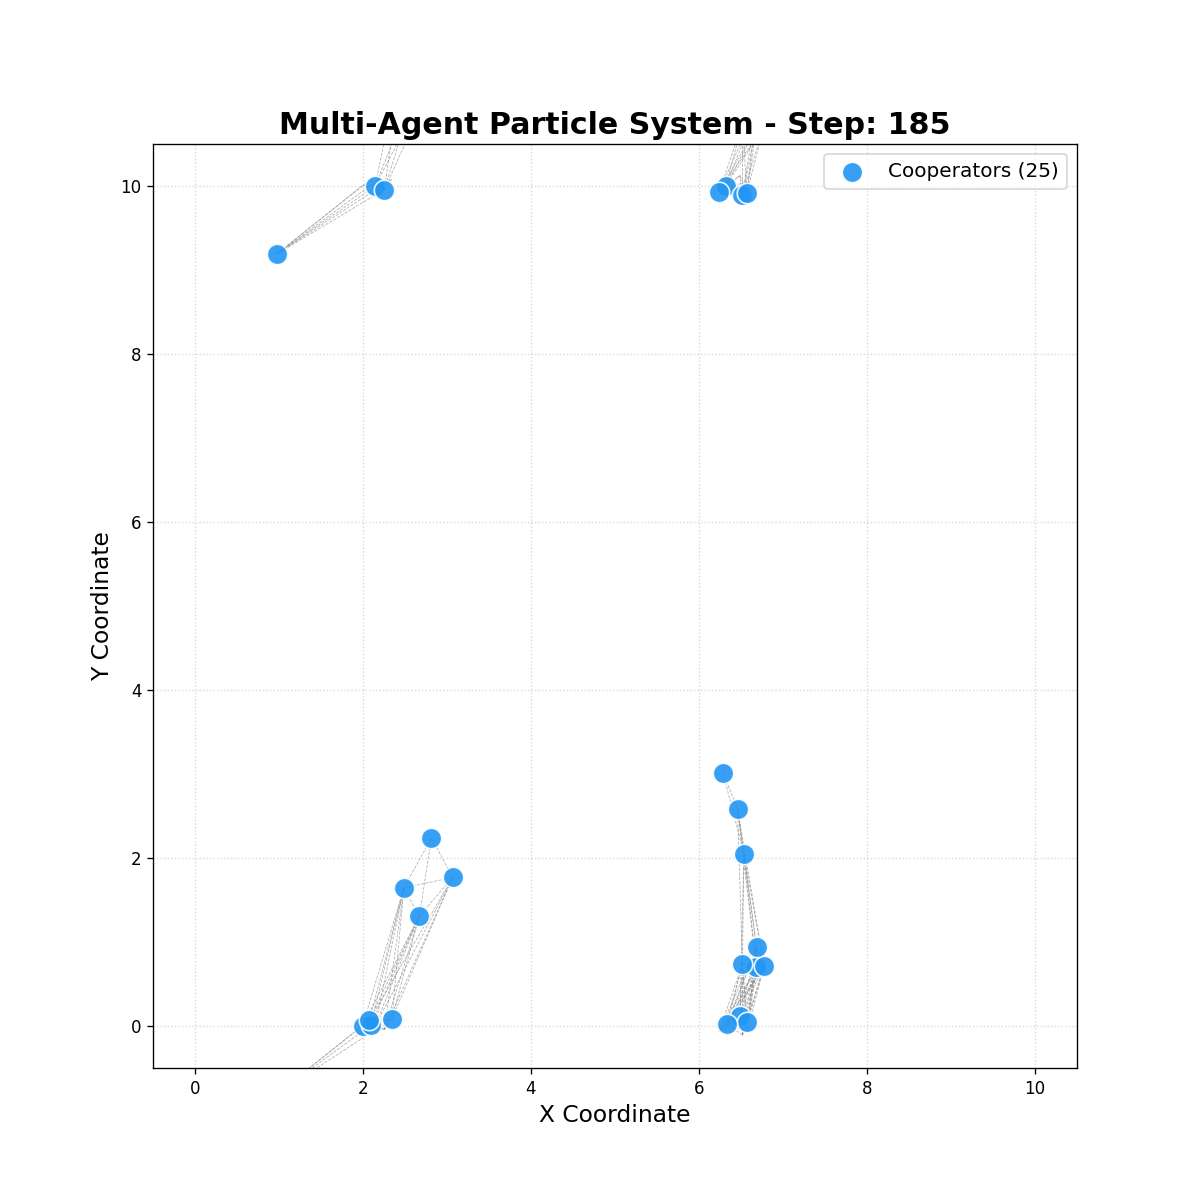 Multi-Agent Particle System - Step: 185
Cooperators (25)
10
8
6
4
2
0
Y Coordinate
0 2 4 6 8 10
X Coordinate